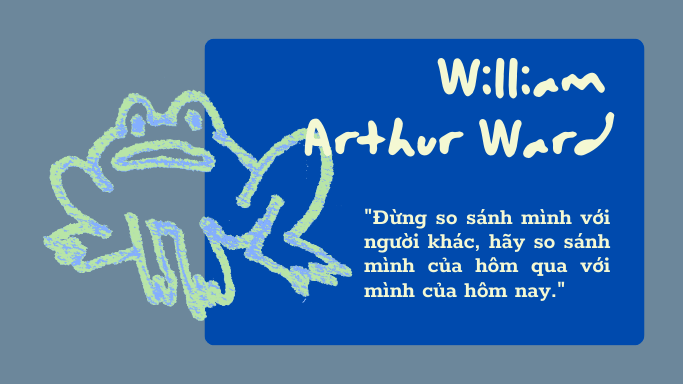 William
Arthur Ward
"Đừng so sánh mình với
người khác, hãy so sánh
mình của hôm qua với
mình của hôm nay."